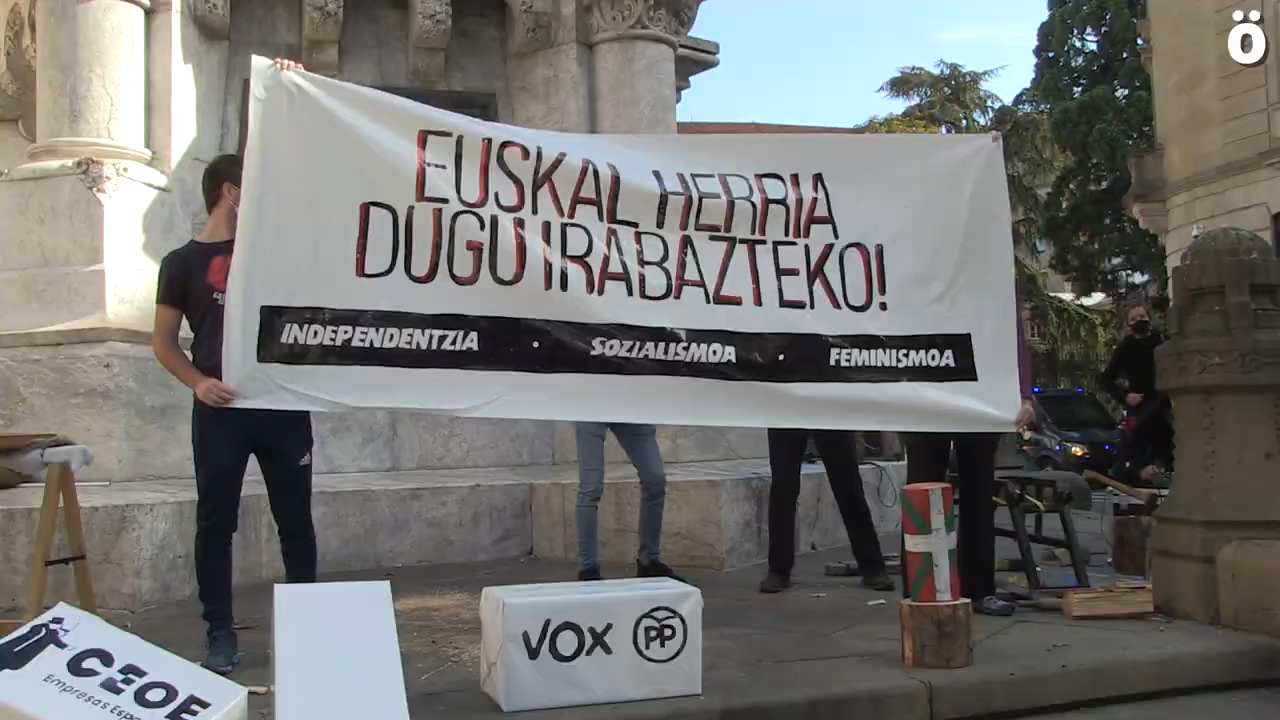 ö
EUSKAL HERRIA
DUGU IRABAZTEKO!
INDEPENDENTZIA · SOZIALISMOA · FEMINISMOA
VOX PP
CEOE
Empresas